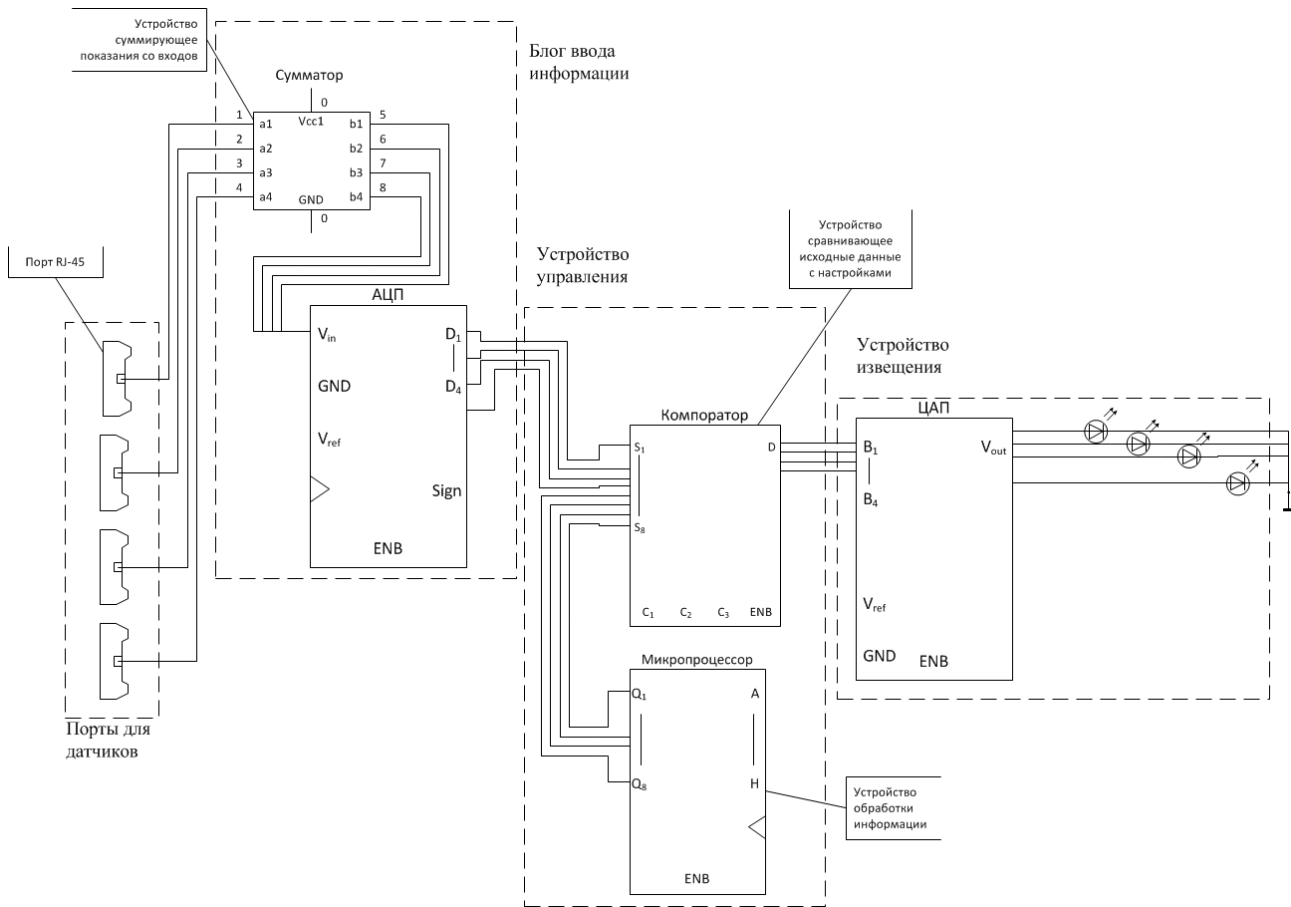 Устройство
суммирующее
показания со входов
Блог ввода
информации
Сумматор
0
Vcc1
1
a1
b1
5
2
a2
b2
6
3
a3
b3
7
4
a4
b4
8
GND
0
Порт RJ-45
Порты для
датчиков
АЦП
Vin
D1
GND
D4
Vref
Sign
ENB
Устройство
управления
Устройство
сравнивающее
исходные данные
с настройками
Компоратор
S1
D
S8
C1
C2
C3
ENB
Микропроцессор
Q1
A
Q8
H
ENB
Устройство
обработки
информации
Устройство
извещения
ЦАП
B1
Vout
B4
Vref
GND
ENB